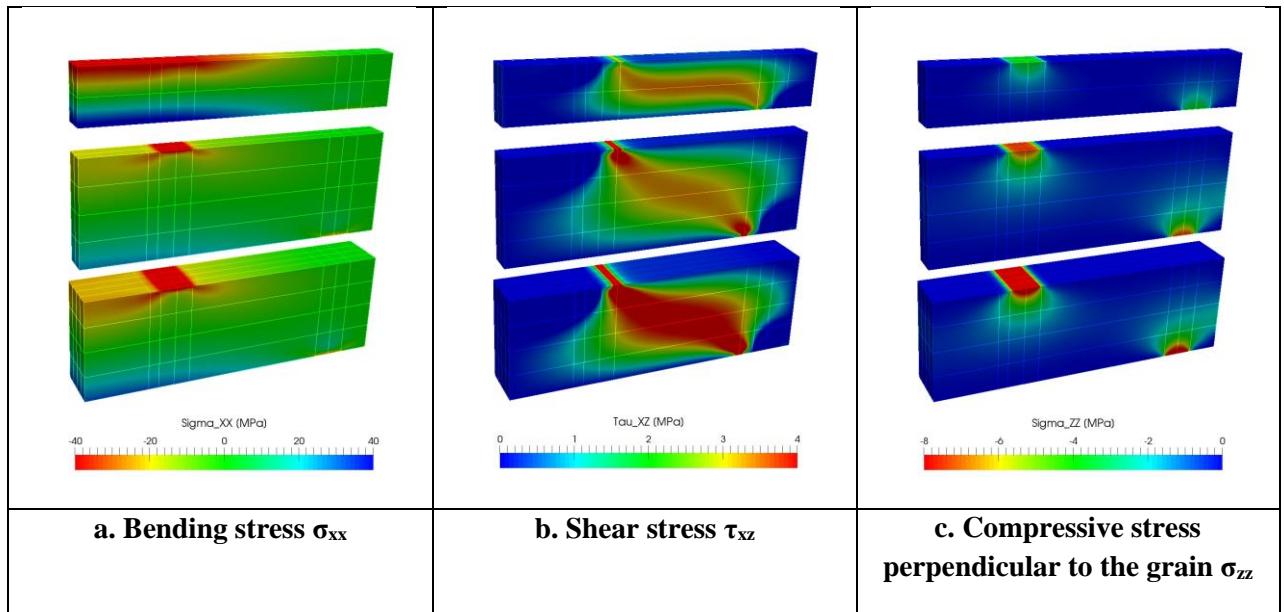 Sigma_XX (MPa)
-40 -20 0 20 40
Tau_XZ (MPa)
0 1 2 3 4
Sigma_ZZ (MPa)
-8 -6 -4 -2 0
a. Bending stress σxx
b. Shear stress τxz
c. Compressive stress
perpendicular to the grain σzz